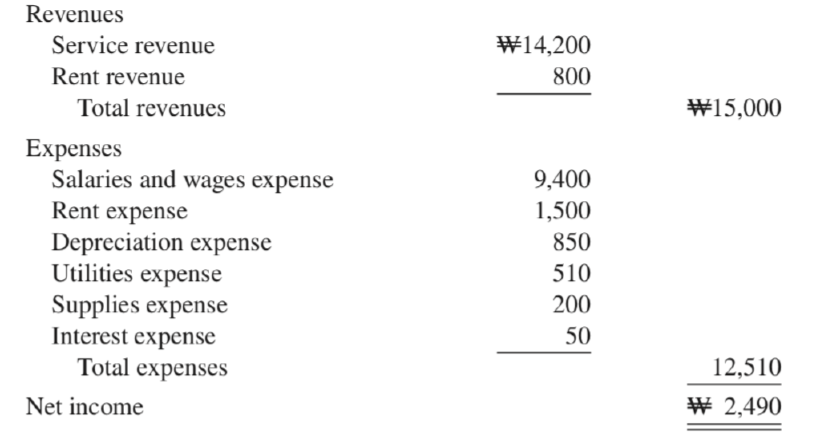 Revenues
Service revenue ₩14,200
Rent revenue 800
Total revenues ₩15,000
Expenses
Salaries and wages expense 9,400
Rent expense 1,500
Depreciation expense 850
Utilities expense 510
Supplies expense 200
Interest expense 50
Total expenses 12,510
Net income ₩ 2,490